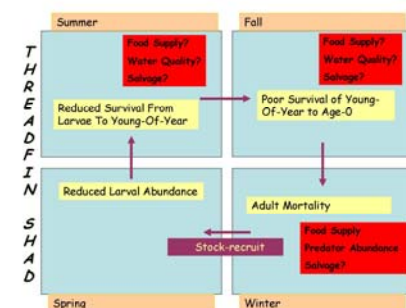 THREADFIN SHAD
Summer
Food Supply?
Water Quality?
Salvage?
Reduced Survival From
Larvae To Young-Of-Year
Fall
Food Supply?
Water Quality?
Salvage?
Poor Survival of Young-
Of-Year to Age-0
Reduced Larval Abundance
Spring
Adult Mortality
Stock-recruit
Food Supply
Predator Abundance
Salvage?
Winter